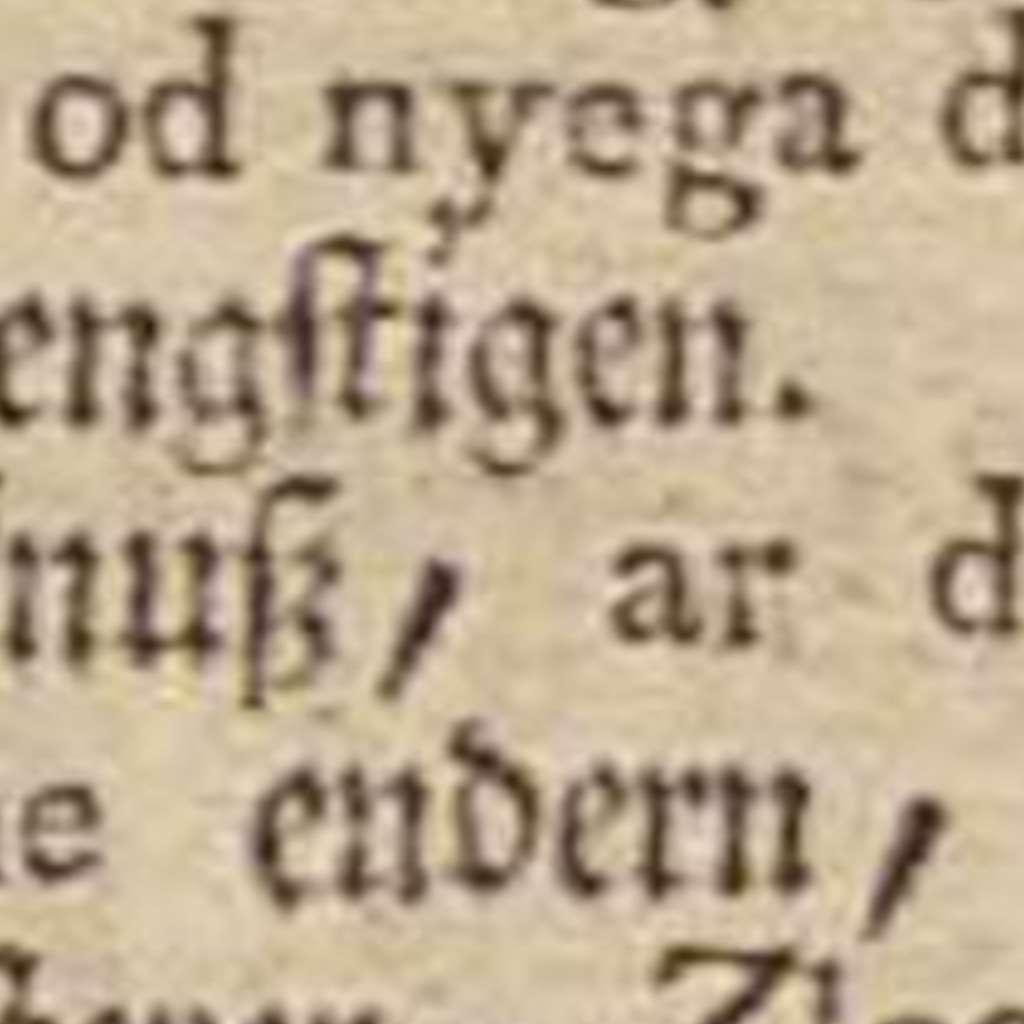 od nyega d
engſtigen.
nuß, ar d
e endern,